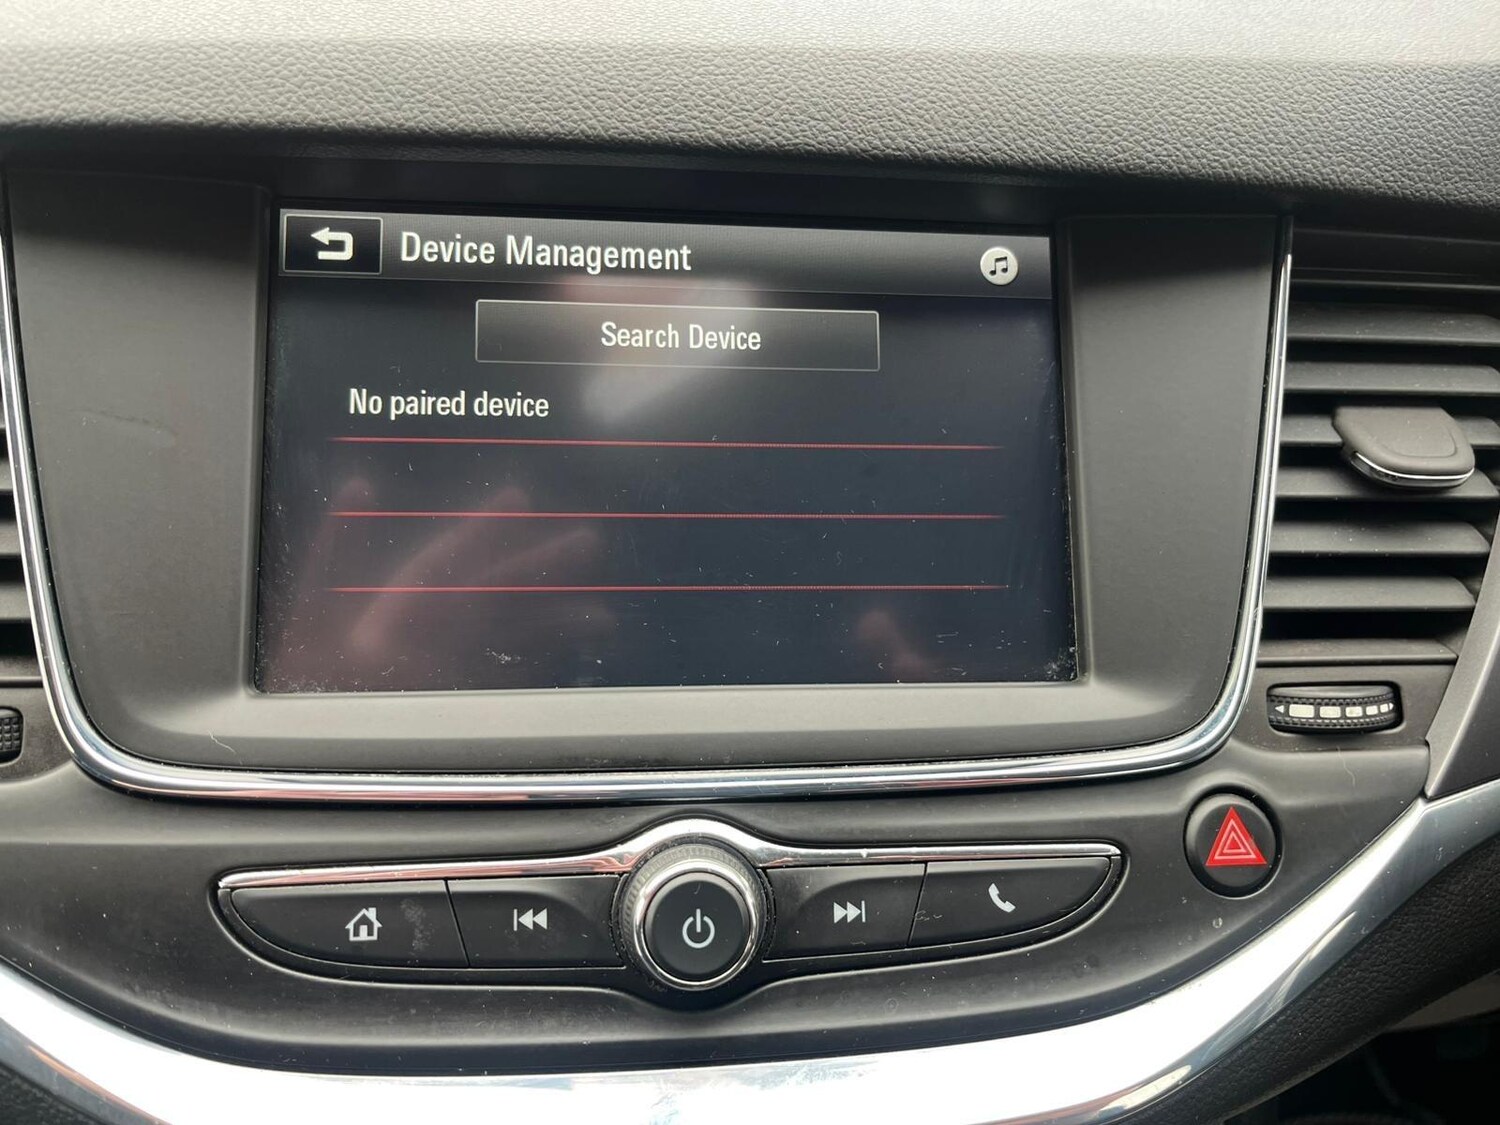 Device Management
Search Device
No paired device